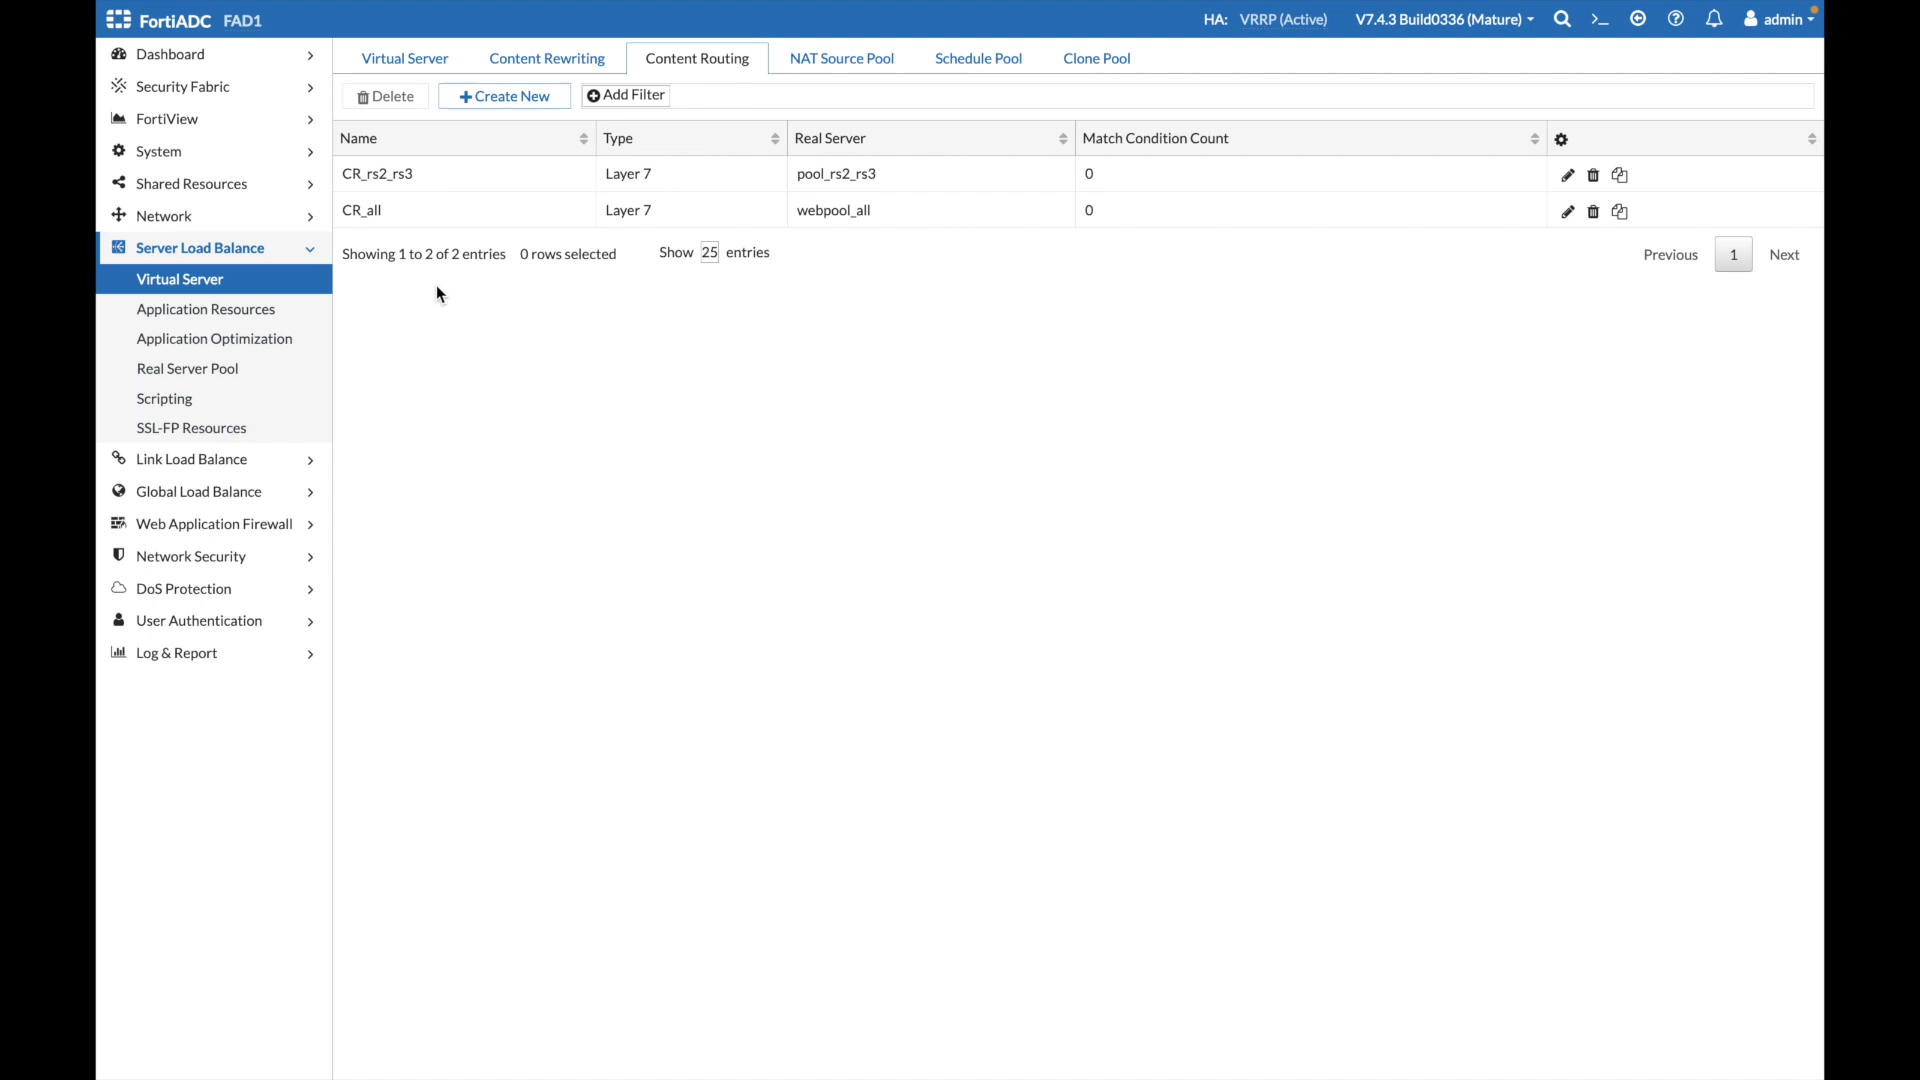 FortiADC FAD1
HA: VRRP (Active) V7.4.3 Build0336 (Mature) admin
Dashboard
Security Fabric
FortiView
System
Shared Resources
Network
Server Load Balance
Virtual Server
Application Resources
Application Optimization
Real Server Pool
Scripting
SSL-FP Resources
Link Load Balance
Global Load Balance
Web Application Firewall
Network Security
DoS Protection
User Authentication
Log & Report
Virtual Server Content Rewriting Content Routing NAT Source Pool Schedule Pool Clone Pool
Delete Create New Add Filter
Name Type Real Server Match Condition Count
CR_rs2_rs3 Layer 7 pool_rs2_rs3 0
CR_all Layer 7 webpool_all 0
Showing 1 to 2 of 2 entries 0 rows selected Show 25 entries Previous 1 Next